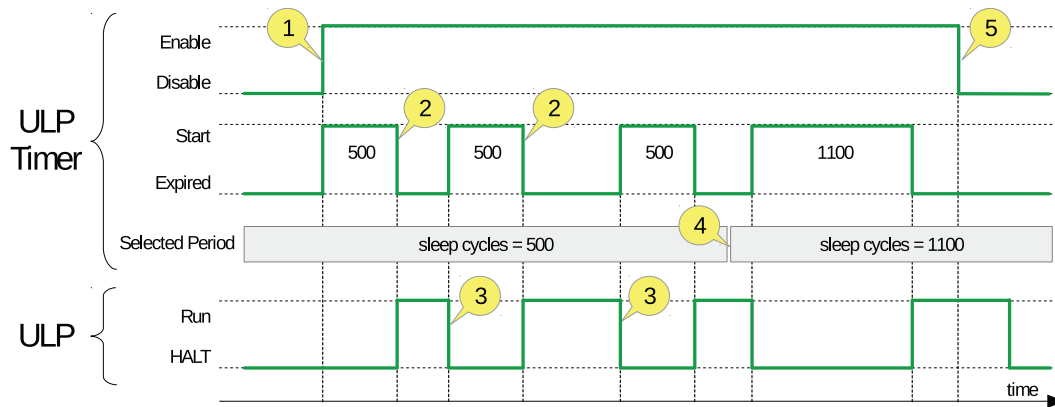 ULP
Timer
Enable
Disable
1
5
Start
Expired
500
2
500
2
500
1100
Selected Period
sleep cycles = 500
4
sleep cycles = 1100
ULP
Run
HALT
3
3
time